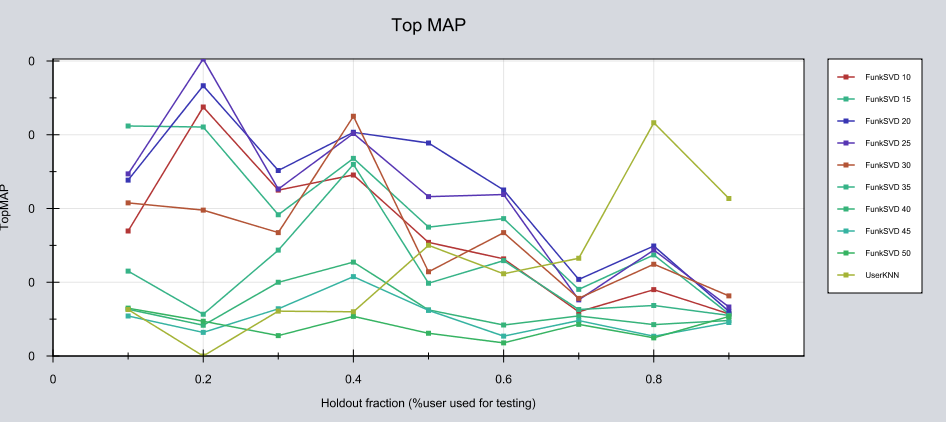 Top MAP
0
0
0
0
0
TopMAP
0
0.2
0.4
0.6
0.8
Holdout fraction (%user used for testing)
FunkSVD 10
FunkSVD 15
FunkSVD 20
FunkSVD 25
FunkSVD 30
FunkSVD 35
FunkSVD 40
FunkSVD 45
FunkSVD 50
UserKNN